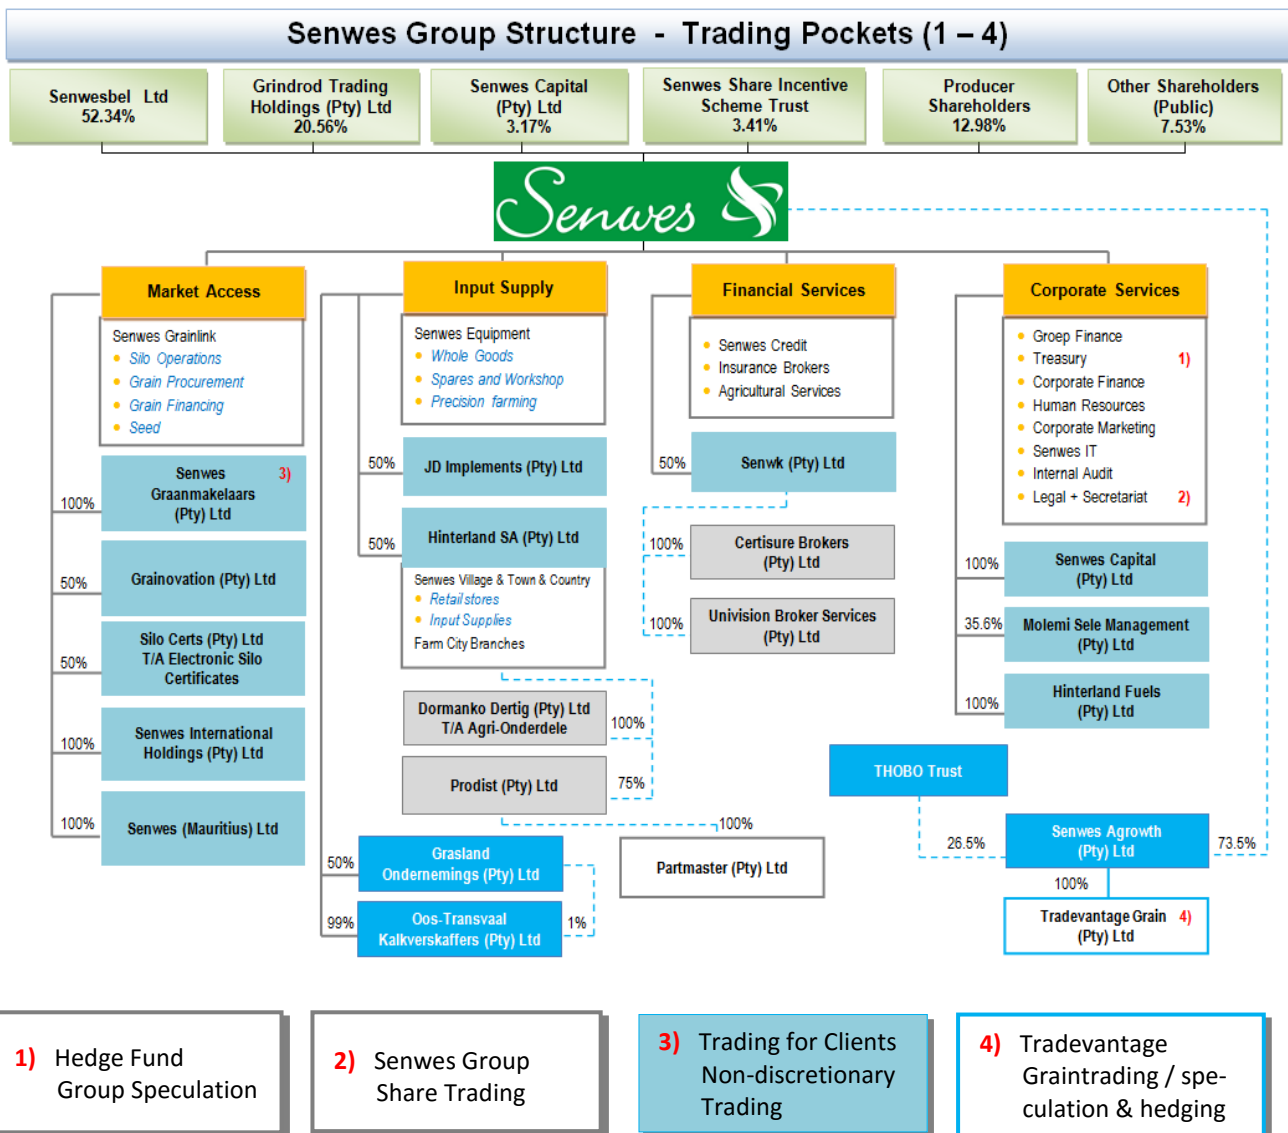 Senwes Group Structure - Trading Pockets (1 – 4)
Senwesbel Ltd
52.34%
Grindrod Trading
Holdings (Pty) Ltd
20.56%
Senwes Capital
(Pty) Ltd
3.17%
Senwes Share Incentive
Scheme Trust
3.41%
Producer
Shareholders
12.98%
Other Shareholders
(Public)
7.53%
Senwes
Market Access
Senwes Grainlink
Silo Operations
Grain Procurement
Grain Financing
Seed
100%
Senwes 3)
Graanmakelaars
(Pty) Ltd
50%
Grainovation (Pty) Ltd
50%
Silo Certs (Pty) Ltd
T/A Electronic Silo
Certificates
100%
Senwes International
Holdings (Pty) Ltd
100%
Senwes (Mauritius) Ltd
Input Supply
Senwes Equipment
Whole Goods
Spares and Workshop
Precision farming
50%
JD Implements (Pty) Ltd
50%
Hinterland SA (Pty) Ltd
Senwes Village & Town & Country
Retail stores
Input Supplies
Farm City Branches
Dormanko Dertig (Pty) Ltd
T/A Agri-Onderdele
100%
Prodist (Pty) Ltd
75%
100%
Partmaster (Pty) Ltd
50%
Grasland
Ondernemings (Pty) Ltd
99%
Oos-Transvaal
Kalkverskaffers (Pty) Ltd
1%
Financial Services
Senwes Credit
Insurance Brokers
Agricultural Services
50%
Senwk (Pty) Ltd
100%
Certisure Brokers
(Pty) Ltd
100%
Univision Broker Services
(Pty) Ltd
Corporate Services
Groep Finance
Treasury 1)
Corporate Finance
Human Resources
Corporate Marketing
Senwes IT
Internal Audit
Legal + Secretariat 2)
100%
Senwes Capital
(Pty) Ltd
35.6%
Molemi Sele Management
(Pty) Ltd
100%
Hinterland Fuels
(Pty) Ltd
THOBO Trust
26.5%
Senwes Agrowth
(Pty) Ltd
73.5%
100%
Tradevantage Grain 4)
(Pty) Ltd
1) Hedge Fund
Group Speculation
2) Senwes Group
Share Trading
3) Trading for Clients
Non-discretionary
Trading
4) Tradevantage
Graintrading / spe-
culation & hedging